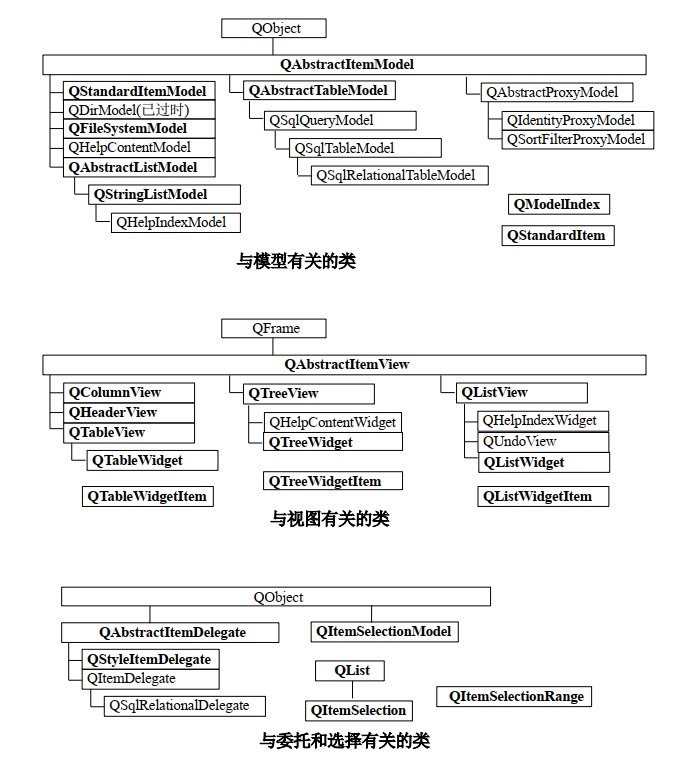 QObject
QAbstractItemModel
QStandardItemModel
QDirModel(已过时)
QFileSystemModel
QHelpContentModel
QAbstractListModel
QStringListModel
QHelpIndexModel
QAbstractTableModel
QSqlQueryModel
QSqlTableModel
QSqlRelationalTableModel
QAbstractProxyModel
QIdentityProxyModel
QSortFilterProxyModel
QModelIndex
QStandardItem
与模型有关的类
QFrame
QAbstractItemView
QColumnView
QHeaderView
QTableView
QTableWidget
QTableWidgetItem
QTreeView
QHelpContentWidget
QTreeWidget
QTreeWidgetItem
QListView
QHelpIndexWidget
QUndoView
QListWidget
QListWidgetItem
与视图有关的类
QObject
QAbstractItemDelegate
QStyleItemDelegate
QItemDelegate
QSqlRelationalDelegate
QItemSelectionModel
QList
QItemSelection
QItemSelectionRange
与委托和选择有关的类